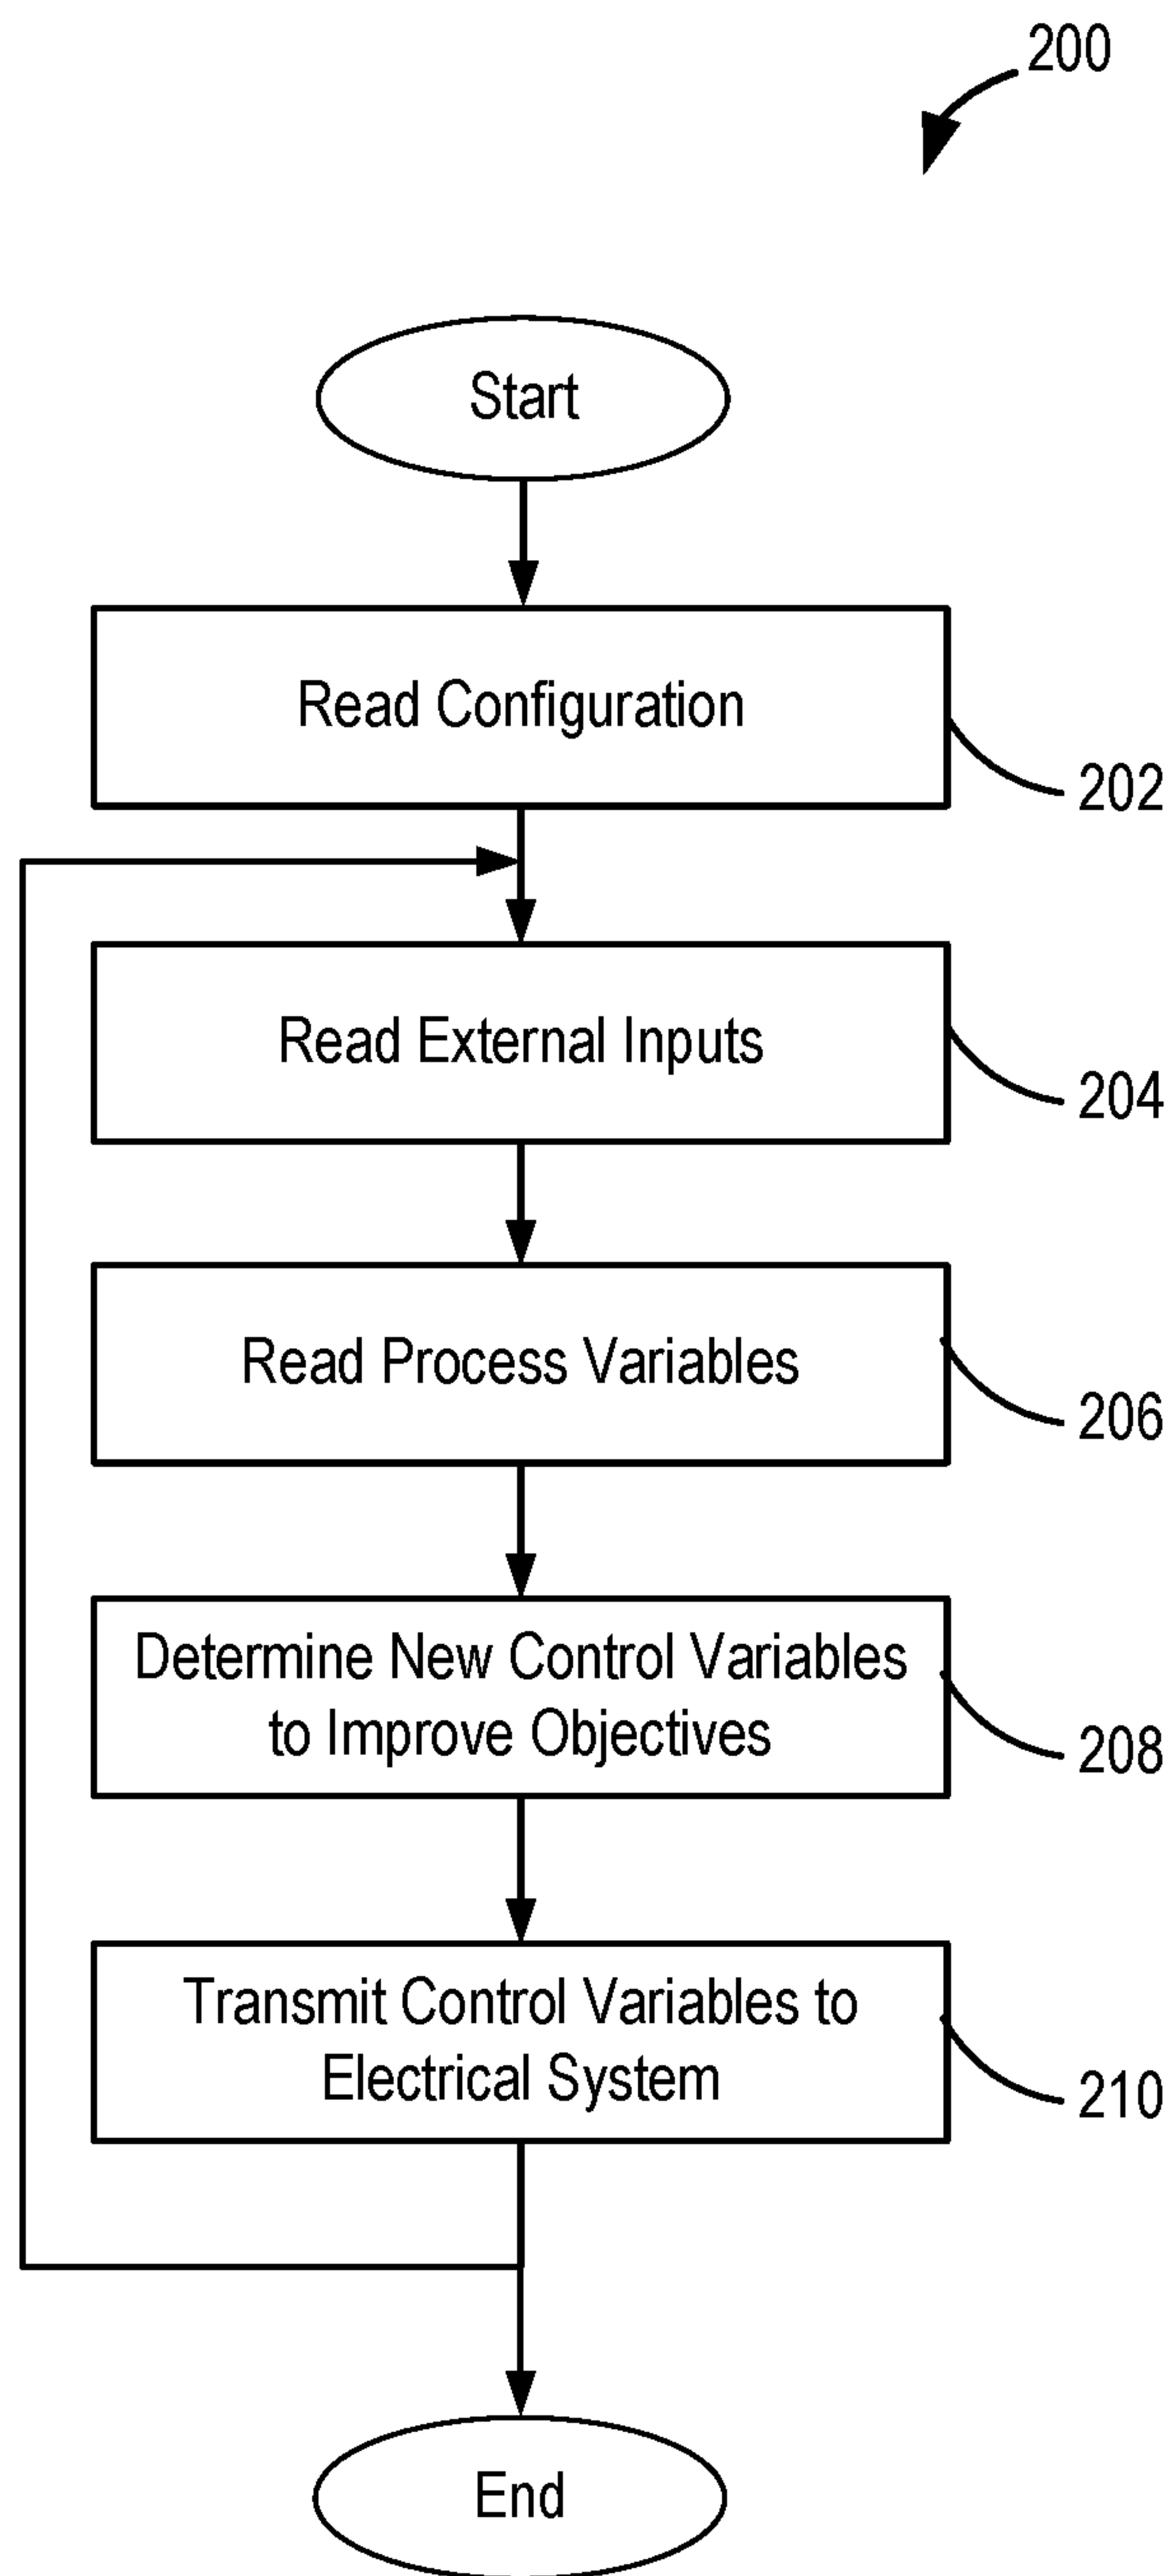 200
Start
Read Configuration
202
Read External Inputs
204
Read Process Variables
206
Determine New Control Variables
to Improve Objectives
208
Transmit Control Variables to
Electrical System
210
End